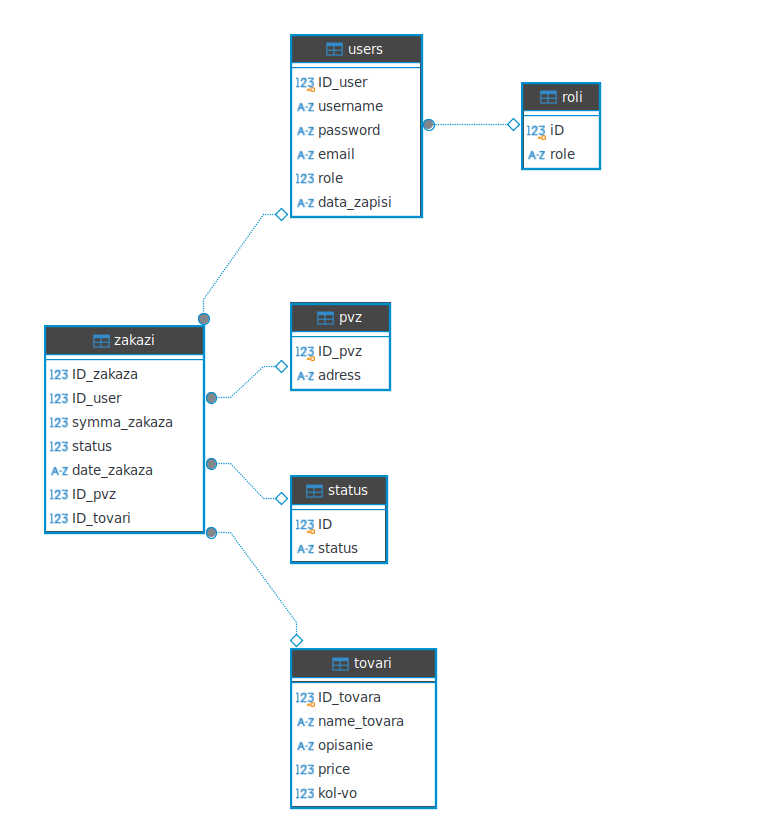 users
123 ID_user
A-Z username
A-Z password
A-Z email
123 role
A-Z data_zapisi
roli
123 iD
A-Z role
zakazi
123 ID_zakaza
123 ID_user
123 symma_zakaza
123 status
A-Z date_zakaza
123 ID_pvz
123 ID_tovari
pvz
123 ID_pvz
A-Z adress
status
123 ID
A-Z status
tovari
123 ID_tovara
A-Z name_tovara
A-Z opisanie
123 price
123 kol-vo